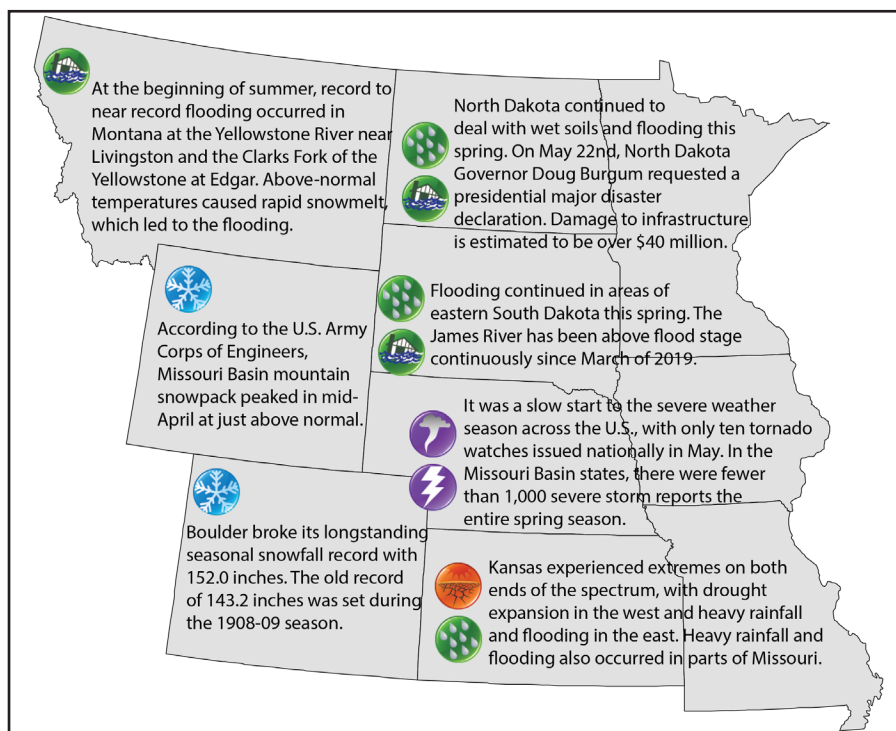 At the beginning of summer, record to
near record flooding occurred in
Montana at the Yellowstone River near
Livingston and the Clarks Fork of the
Yellowstone at Edgar. Above-normal
temperatures caused rapid snowmelt,
which led to the flooding.
North Dakota continued to
deal with wet soils and flooding this
spring. On May 22nd, North Dakota
Governor Doug Burgum requested a
presidential major disaster
declaration. Damage to infrastructure
is estimated to be over $40 million.
According to the U.S. Army
Corps of Engineers,
Missouri Basin mountain
snowpack peaked in mid-
April at just above normal.
Flooding continued in areas of
eastern South Dakota this spring. The
James River has been above flood stage
continuously since March of 2019.
It was a slow start to the severe weather
season across the U.S., with only ten tornado
watches issued nationally in May. In the
Missouri Basin states, there were fewer
than 1,000 severe storm reports the
entire spring season.
Boulder broke its longstanding
seasonal snowfall record with
152.0 inches. The old record
of 143.2 inches was set during
the 1908-09 season.
Kansas experienced extremes on both
ends of the spectrum, with drought
expansion in the west and heavy rainfall
and flooding in the east. Heavy rainfall and
flooding also occurred in parts of Missouri.